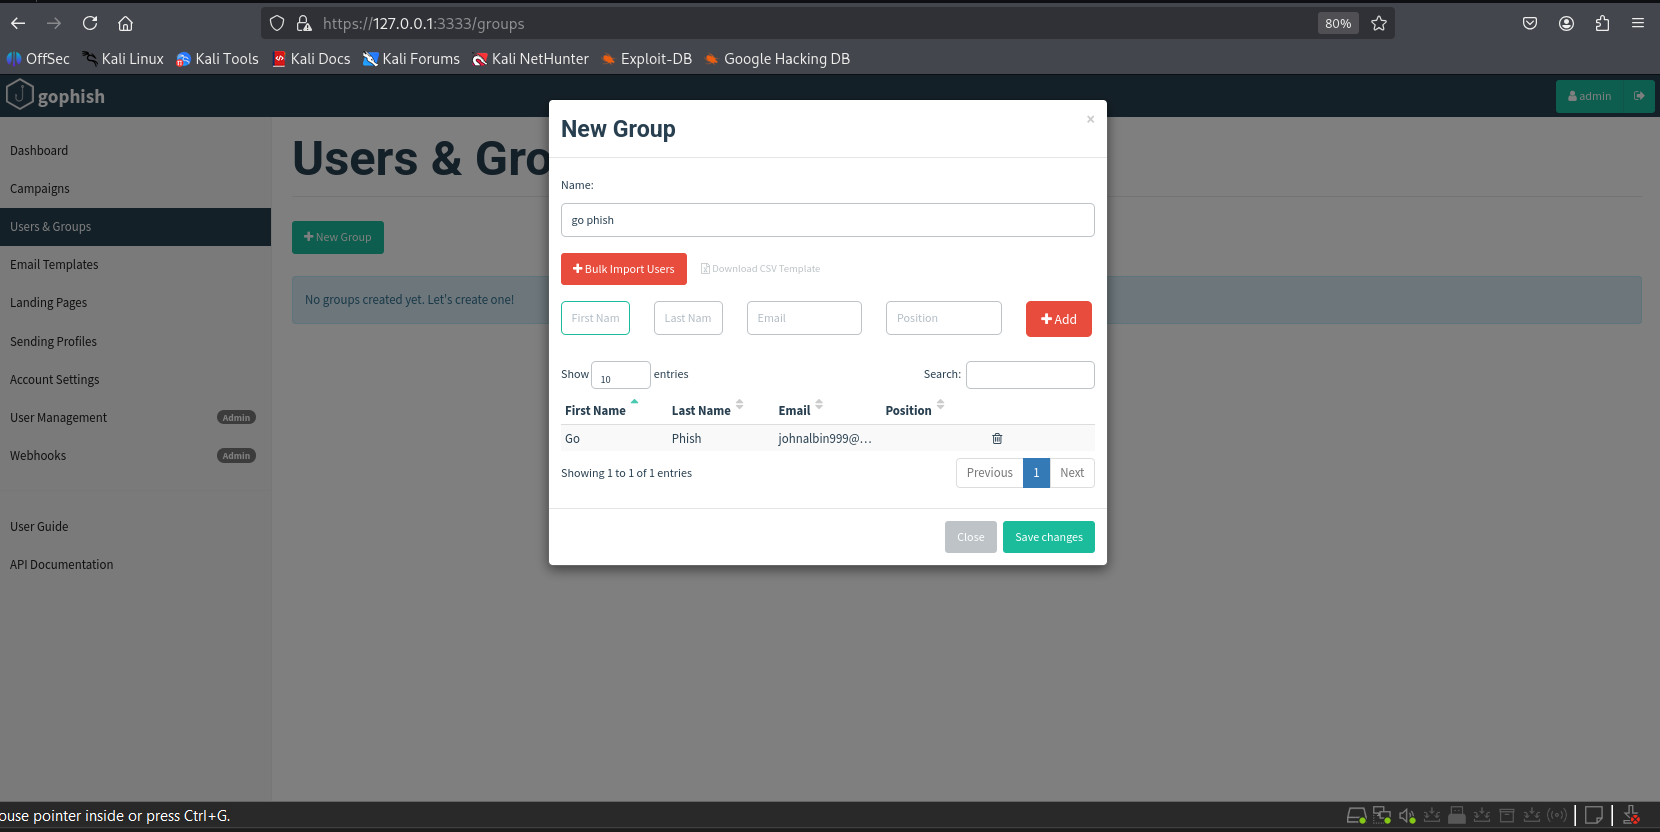 https://127.0.0.1:3333/groups
80%
OffSec Kali Linux Kali Tools Kali Docs Kali Forums Kali NetHunter Exploit-DB Google Hacking DB
gophish
admin
Dashboard
Campaigns
Users & Groups
Email Templates
Landing Pages
Sending Profiles
Account Settings
User Management Admin
Webhooks Admin
User Guide
API Documentation
Users & Gro
New Group
No groups created yet. Let's create one!
New Group
×
Name:
go phish
Bulk Import Users Download CSV Template
First Nam Last Nam Email Position Add
Show 10 entries Search:
First Name Last Name Email Position
Go Phish johnalbin999@...
Showing 1 to 1 of 1 entries
Previous 1 Next
Close Save changes
ouse pointer inside or press Ctrl+G.